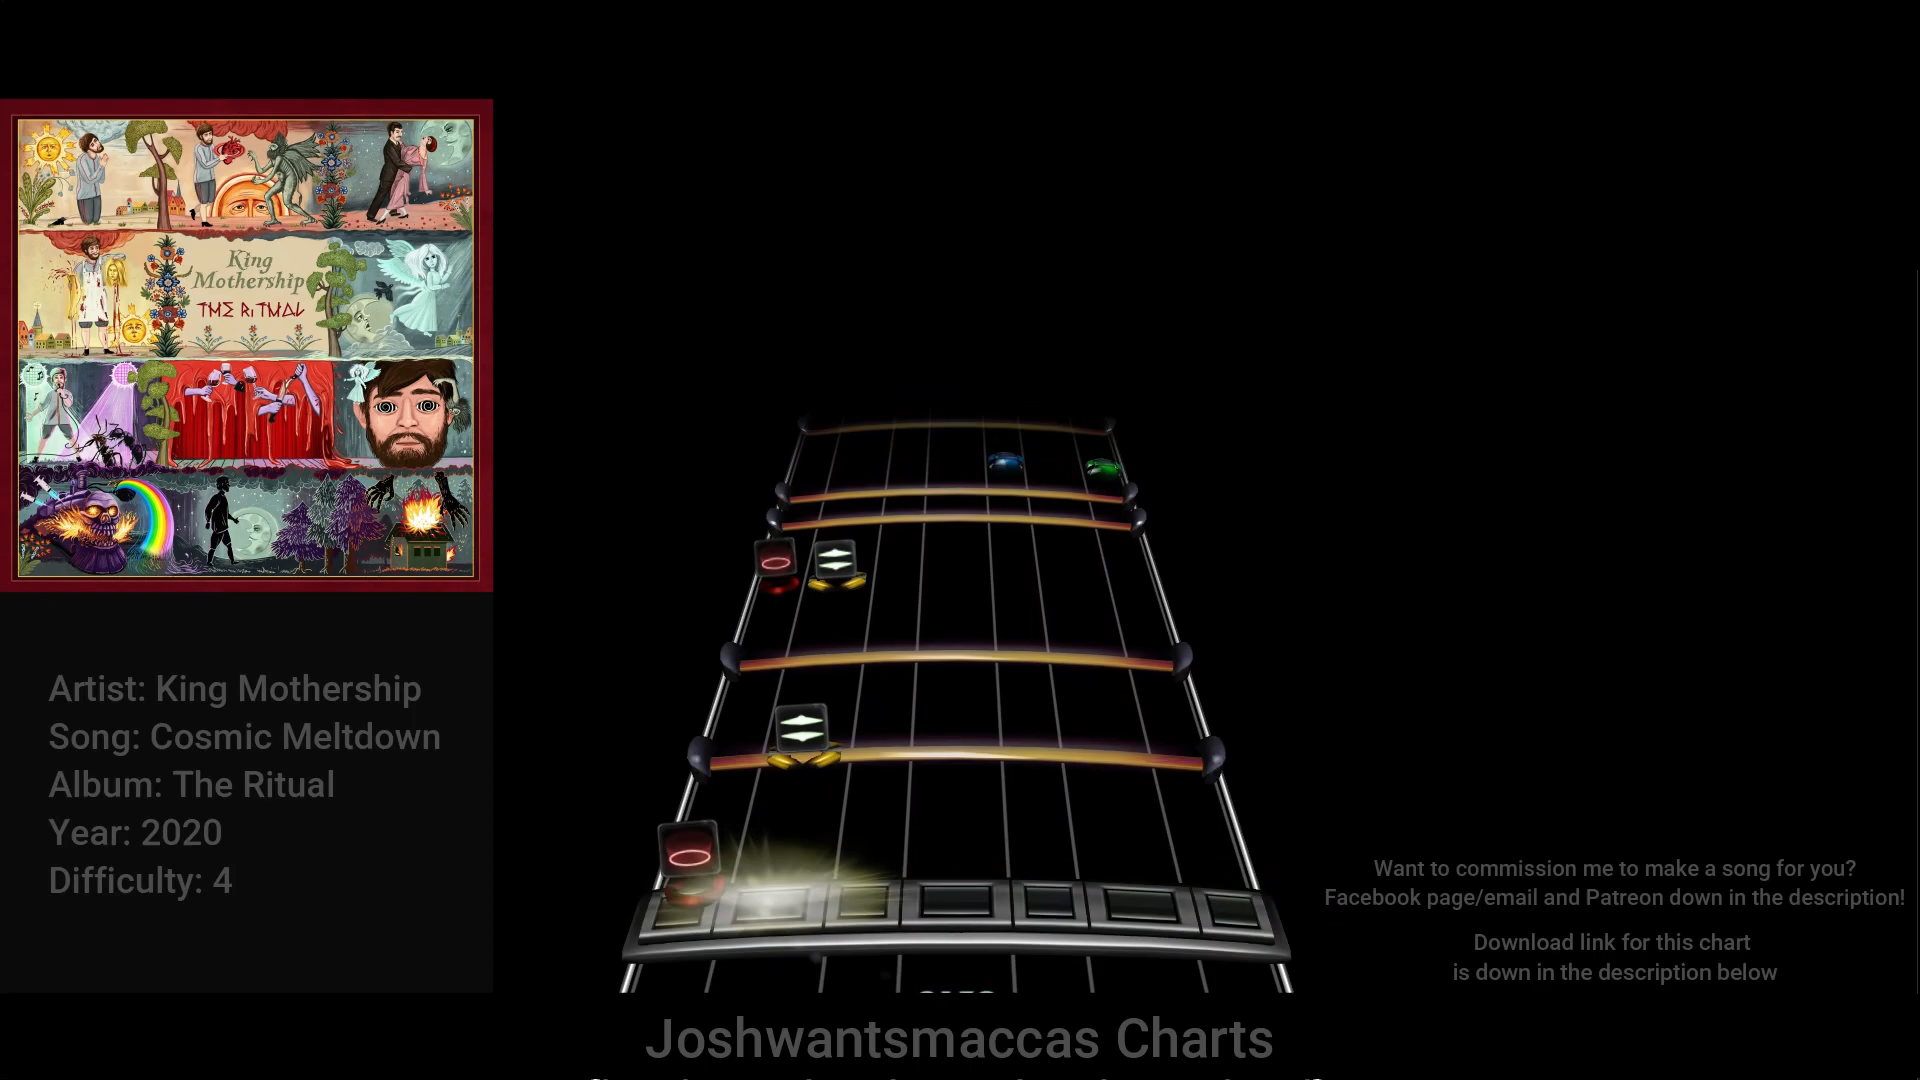 King
Mothership
THE RITUAL
Artist: King Mothership
Song: Cosmic Meltdown
Album: The Ritual
Year: 2020
Difficulty: 4
Want to commission me to make a song for you?
Facebook page/email and Patreon down in the description!
Download link for this chart
is down in the description below
Joshwantsmaccas Charts